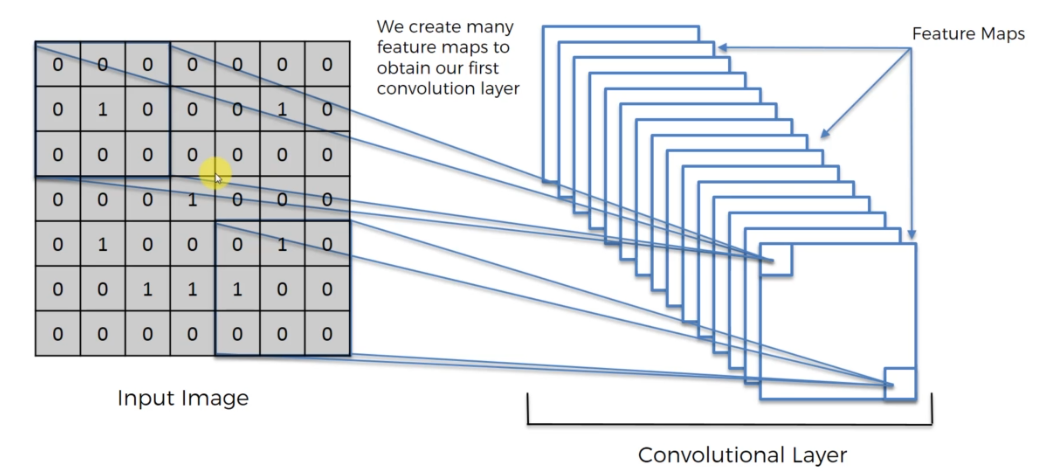 We create many
feature maps to
obtain our first
convolution layer
Feature Maps
0 0 0 0 0 0 0
0 1 0 0 0 1 0
0 0 0 0 0 0 0
0 0 0 1 0 0 0
0 1 0 0 0 1 0
0 0 1 1 1 0 0
0 0 0 0 0 0 0
Input Image
Convolutional Layer